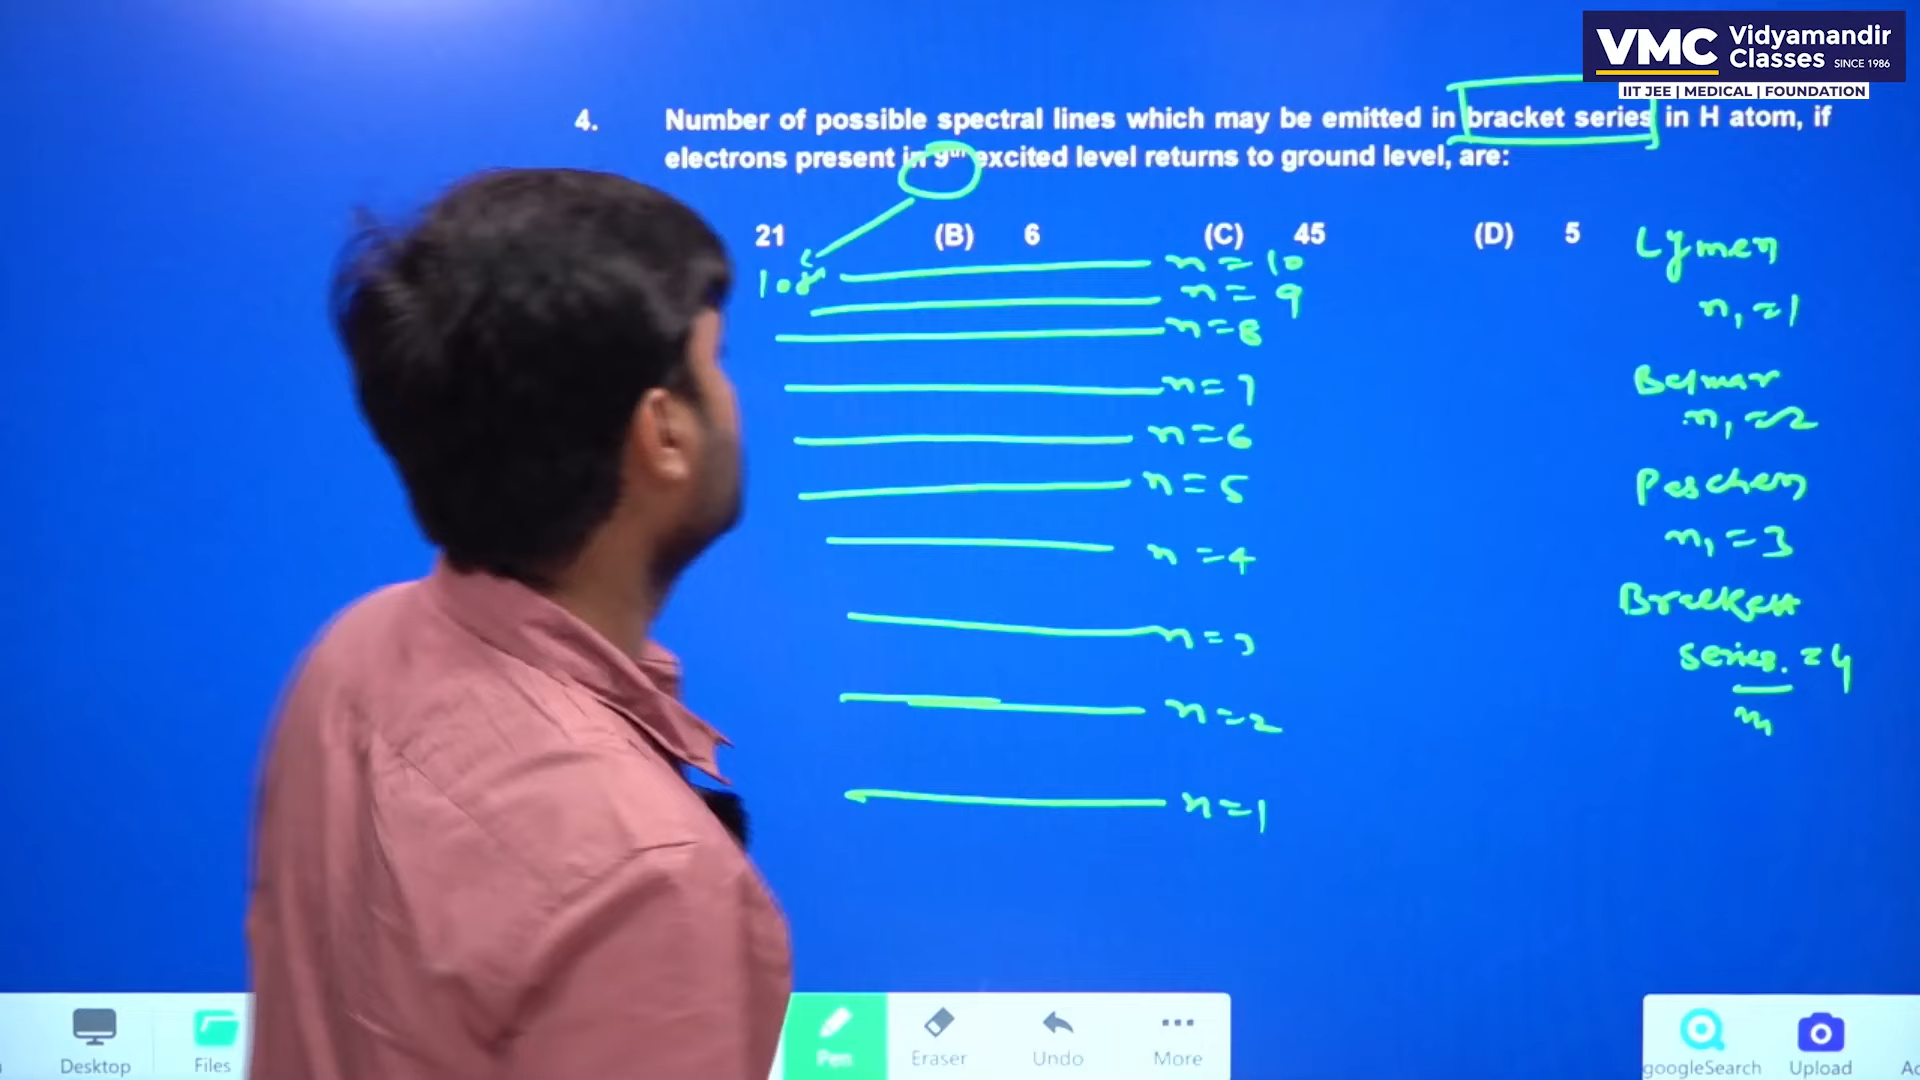 VMC Vidyamandir Classes SINCE 1986
IIT JEE | MEDICAL | FOUNDATION
4. Number of possible spectral lines which may be emitted in bracket series in H atom, if
electrons present in 9th excited level returns to ground level, are:
21 (B) 6 (C) 45 (D) 5
n = 10
n = 9
n = 8
n = 7
n = 6
n = 5
n = 4
n = 3
n = 2
n = 1
Lymen
n1 = 1
Balmar
n1 = 2
Paschen
n1 = 3
series. = 4
n1
Desktop
Files
Pen
Eraser
Undo
More
googleSearch
Upload